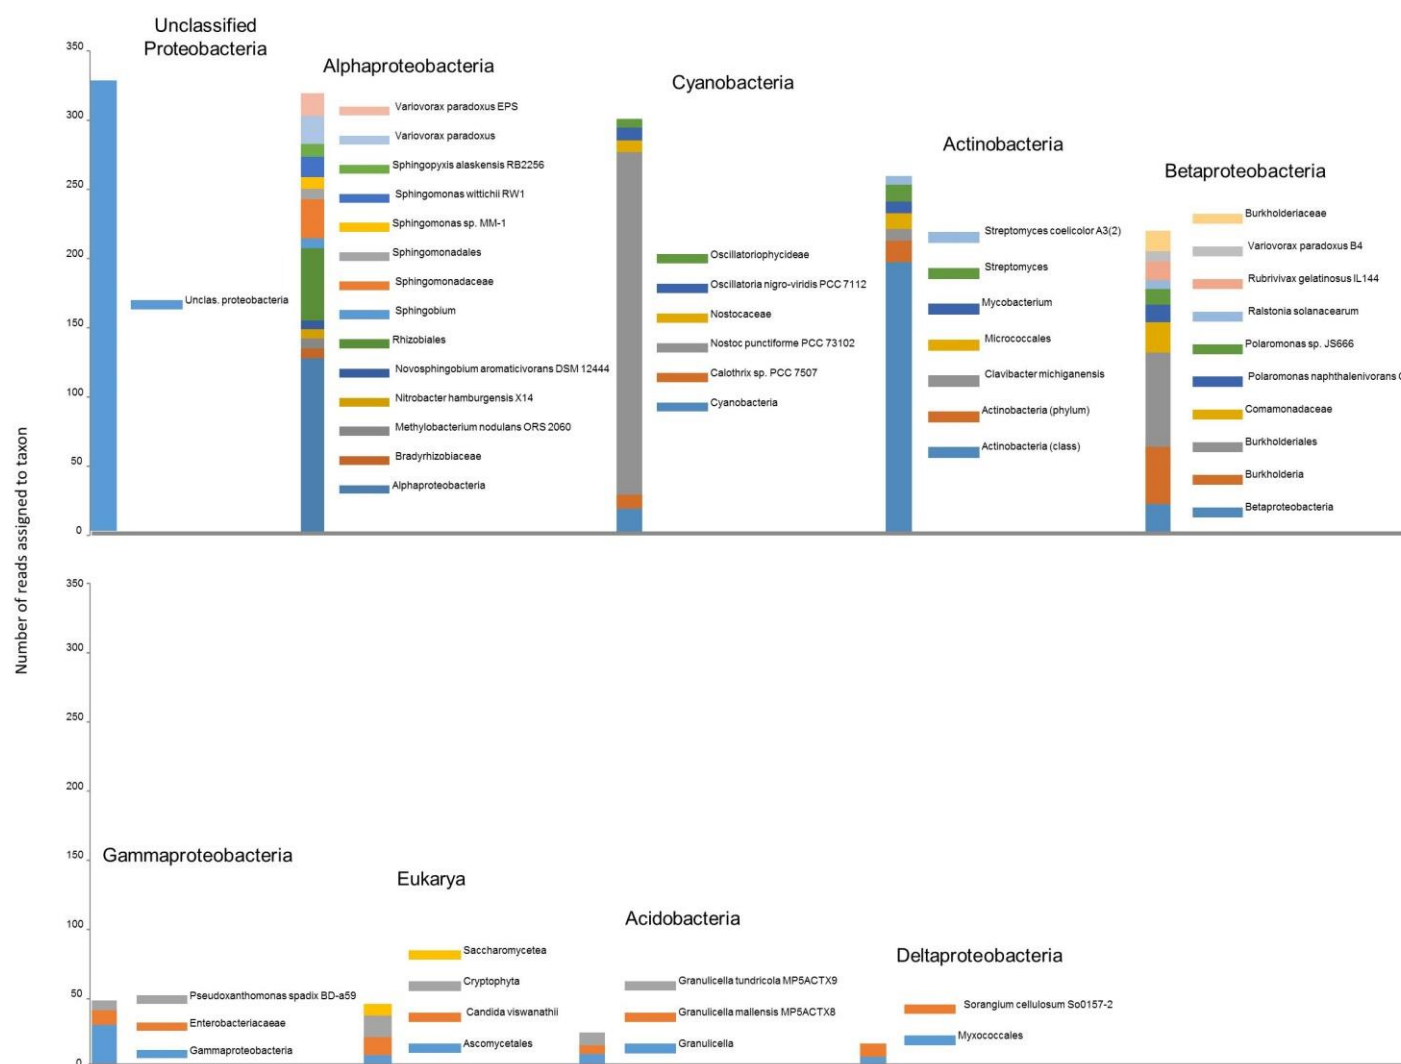 Unclassified
Proteobacteria
350
300
250
200
150
100
50
0
Number of reads assigned to taxon
Unclas. proteobacteria
Alphaproteobacteria
Variovorax paradoxus EPS
Variovorax paradoxus
Sphingopyxis alaskensis RB2256
Sphingomonas wittichii RW1
Sphingomonas sp. MM-1
Sphingomonadales
Sphingomonadaceae
Sphingobium
Rhizobiales
Novosphingobium aromaticivorans DSM 12444
Nitrobacter hamburgensis X14
Methylobacterium nodulans ORS 2060
Bradyrhizobiaceae
Alphaproteobacteria
Cyanobacteria
Oscillatoriophycideae
Oscillatoria nigro-viridis PCC 7112
Nostocaceae
Nostoc punctiforme PCC 73102
Calothrix sp. PCC 7507
Cyanobacteria
Actinobacteria
Streptomyces coelicolor A3(2)
Streptomyces
Mycobacterium
Micrococcales
Clavibacter michiganensis
Actinobacteria (phylum)
Actinobacteria (class)
Betaproteobacteria
Burkholderiaceae
Variovorax paradoxus B4
Rubrivivax gelatinosus IL144
Ralstonia solanacearum
Polaromonas sp. JS666
Polaromonas naphthalenivorans
Comamonadaceae
Burkholderiales
Burkholderia
Betaproteobacteria
350
300
250
200
150
100
50
0
Gammaproteobacteria
Pseudoxanthomonas spadix BD-a59
Enterobacteriacaeae
Gammaproteobacteria
Eukarya
Saccharomycetea
Cryptophyta
Candida viswanathii
Ascomycetales
Acidobacteria
Granulicella tundricola MP5ACTX9
Granulicella mallensis MP5ACTX8
Granulicella
Deltaproteobacteria
Sorangium cellulosum So0157-2
Myxococcales